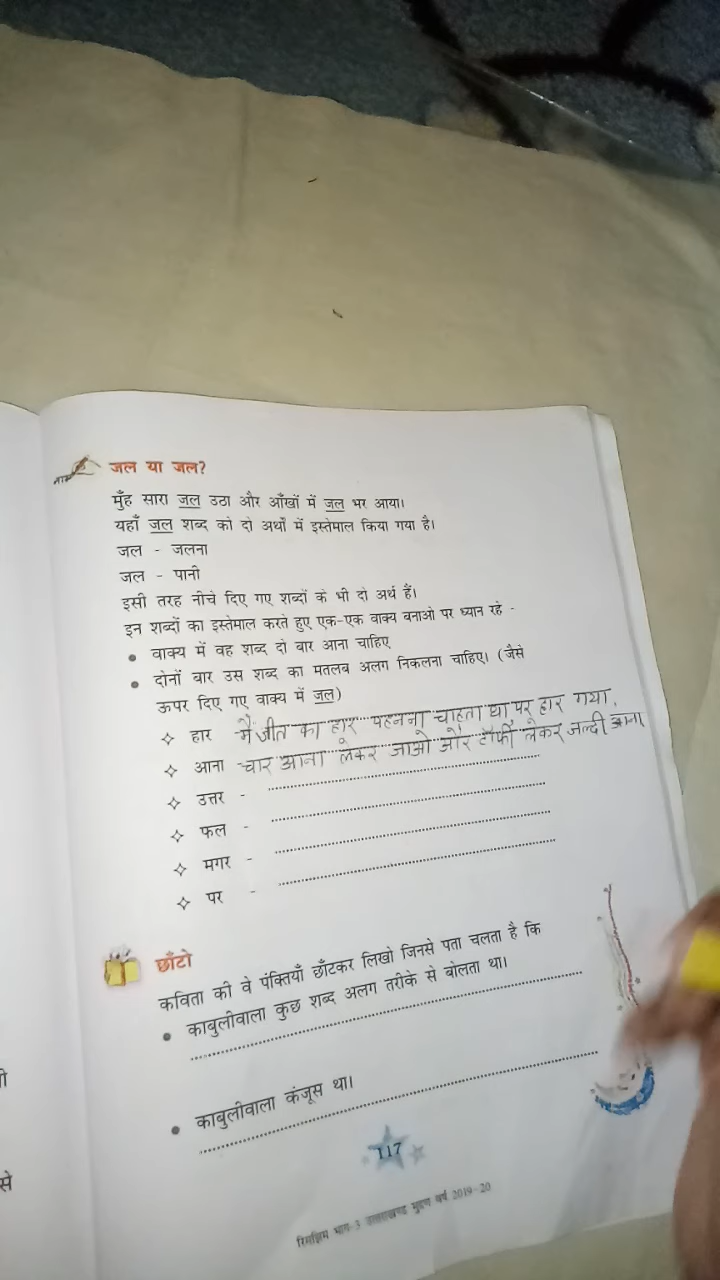 जल या जल?
मुँह सारा जल उठा और आँखों में जल भर आया।
यहाँ जल शब्द को दो अर्थों में इस्तेमाल किया गया है।
जल - जलना
जल - पानी
इसी तरह नीचे दिए गए शब्दों के भी दो अर्थ हैं।
इन शब्दों का इस्तेमाल करते हुए एक-एक वाक्य बनाओ पर ध्यान रहे -
• वाक्य में वह शब्द दो बार आना चाहिए
• दोनों बार उस शब्द का मतलब अलग निकलना चाहिए। (जैसे
ऊपर दिए गए वाक्य में जल)
हार मैं जीत का हार पहनना चाहता था पर हार गया,
आना चार आना लेकर जाओ और टॉफी लेकर जल्दी आना
उत्तर -
फल -
मगर -
पर -
छाँटो
कविता की वे पंक्तियाँ छाँटकर लिखो जिनसे पता चलता है कि
• काबुलीवाला कुछ शब्द अलग तरीके से बोलता था।
• काबुलीवाला कंजूस था।
117
रिमझिम भाग-3 उत्तराखण्ड मुद्रण वर्ष 2019-20
से